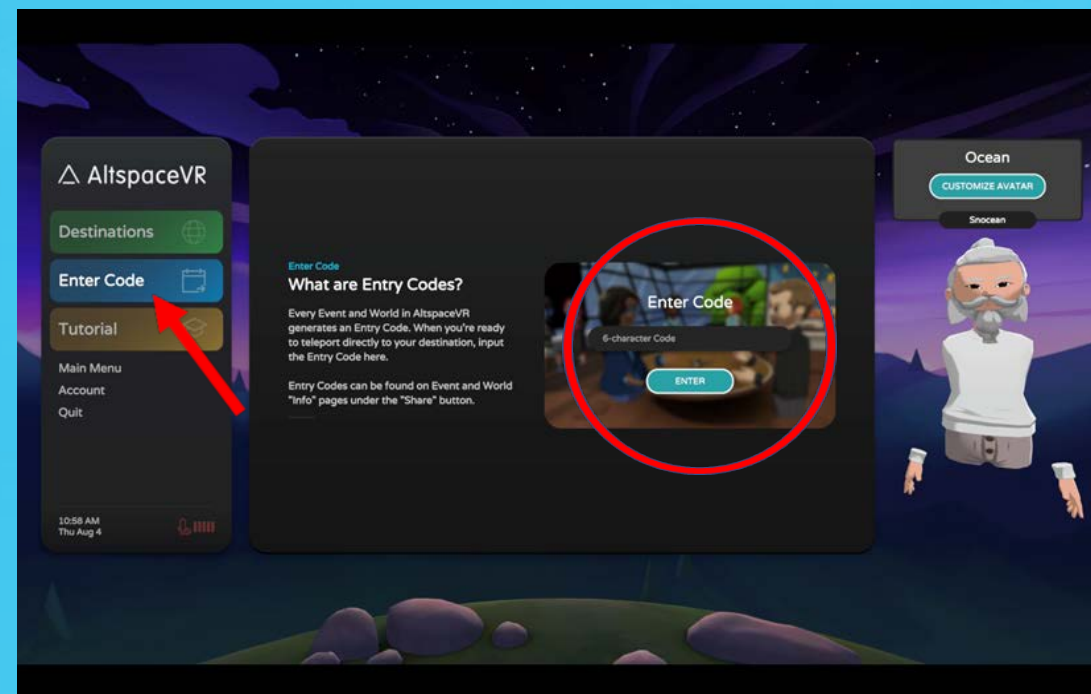 AltspaceVR
Destinations
Enter Code
Tutorial
Main Menu
Account
Quit
10:58 AM
Thu Aug 4
Enter Code
What are Entry Codes?
Every Event and World in AltspaceVR
generates an Entry Code. When you're ready
to teleport directly to your destination, input
the Entry Code here.
Entry Codes can be found on Event and World
"Info" pages under the "Share" button.
Enter Code
6-character Code
ENTER
Ocean
CUSTOMIZE AVATAR
Snocean